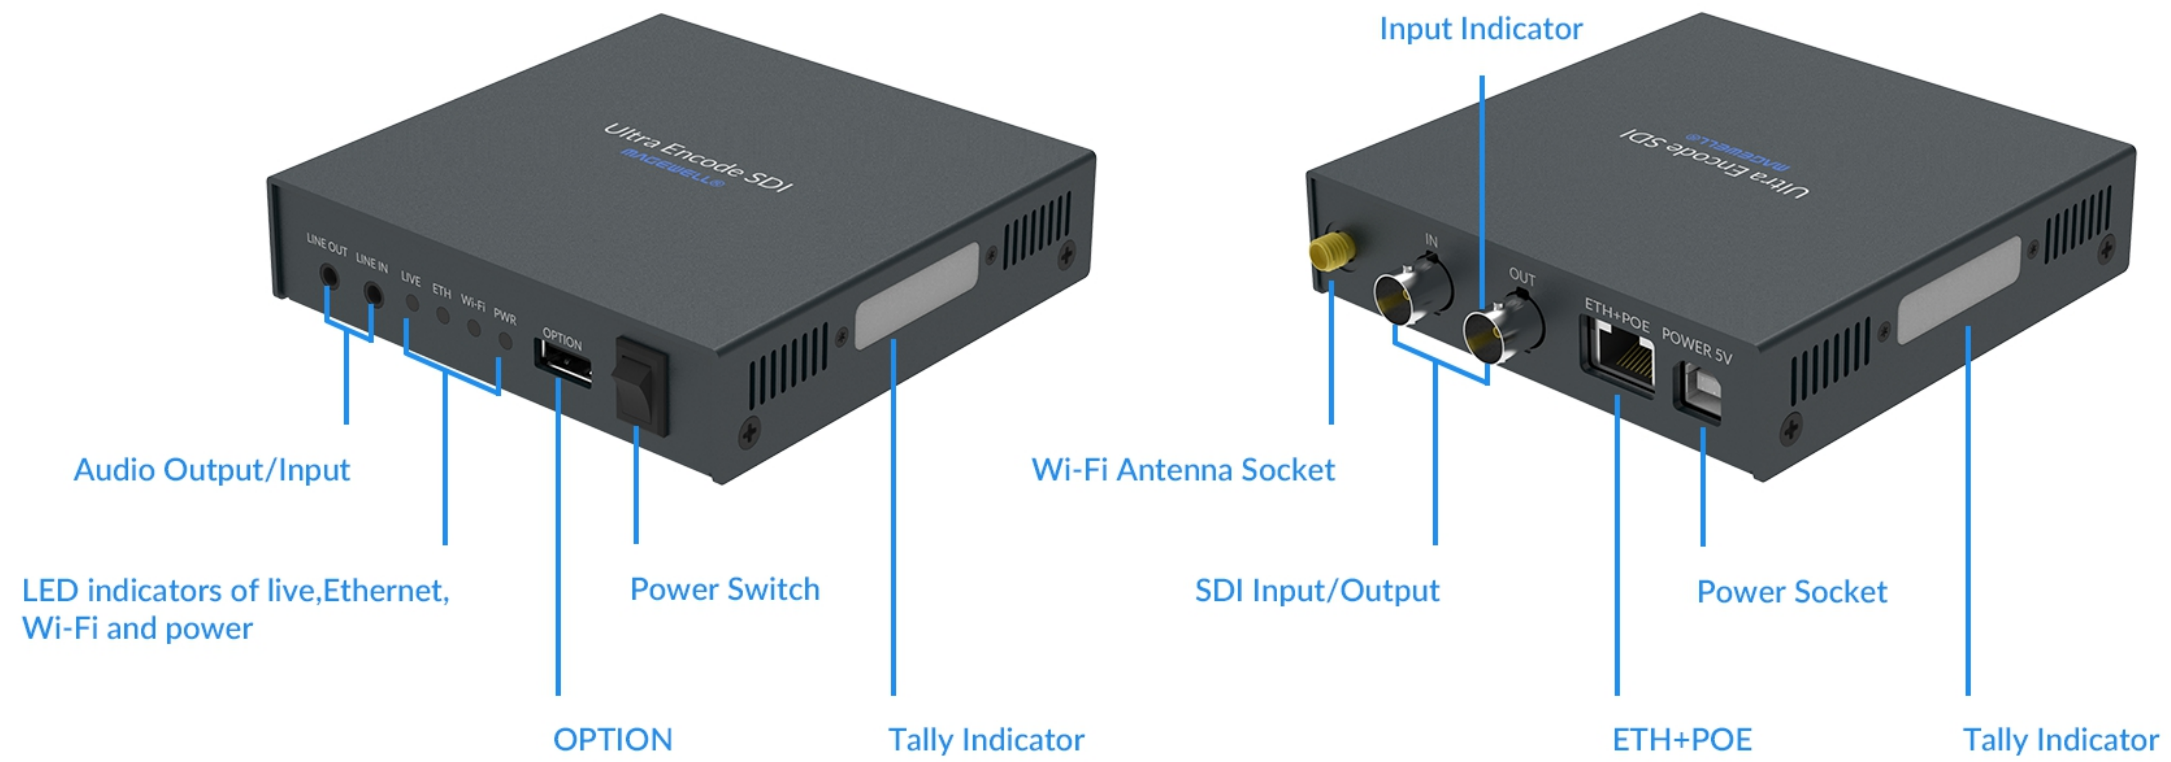 Input Indicator
Ultra Encode SDI
MAGEWELL®
LINE OUT
LINE IN
LIVE
ETH
Wi-Fi
PWR
OPTION
Audio Output/Input
LED indicators of live,Ethernet,
Wi-Fi and power
Power Switch
OPTION
Tally Indicator
Ultra Encode SDI
MAGEWELL®
IN
OUT
ETH+POE
POWER 5V
Wi-Fi Antenna Socket
SDI Input/Output
Power Socket
ETH+POE
Tally Indicator